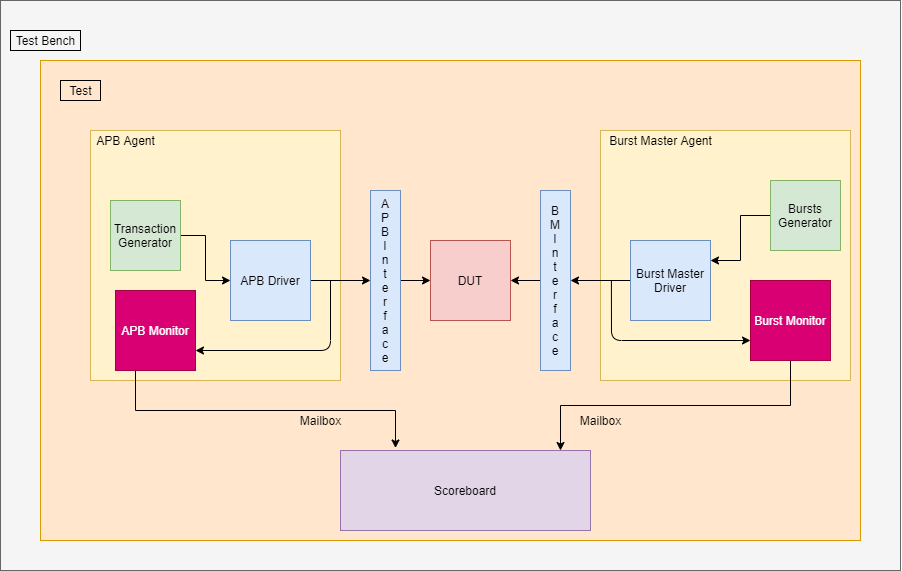 Test Bench
Test
APB Agent
Burst Master Agent
Transaction
Generator
APB Driver
APB Monitor
A
P
B
I
n
t
e
r
f
a
c
e
DUT
B
M
I
n
t
e
r
f
a
c
e
Bursts
Generator
Burst Master
Driver
Burst Monitor
Mailbox
Mailbox
Scoreboard